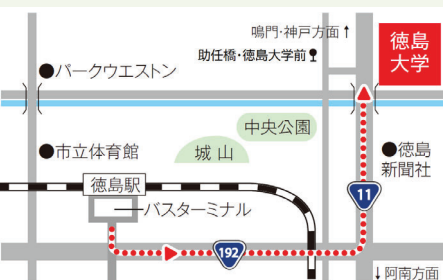 鳴門・神戸方面↑
助任橋・徳島大学前
徳島
大学
●パークウエストン
中央公園
●市立体育館
城山
●徳島
新聞社
徳島駅
バスターミナル
11
192
↓阿南方面